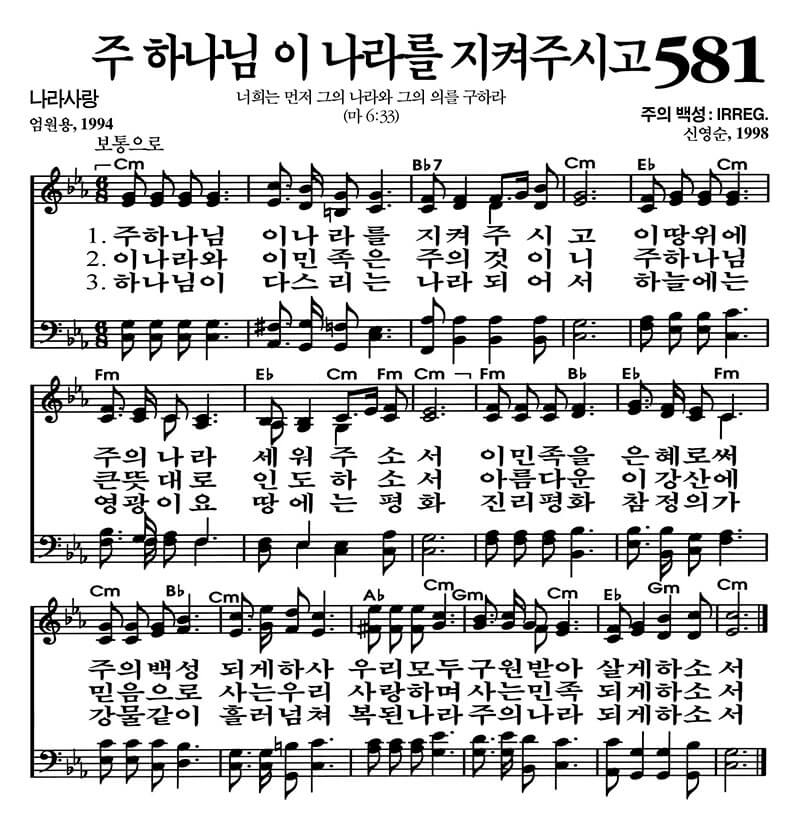 주 하나님 이 나라를 지켜주시고 581
나라사랑
너희는 먼저 그의 나라와 그의 의를 구하라
(마 6:33)
주의 백성 : IRREG.
엄원용, 1994
신영순, 1998
보통으로
Cm Bb7 Cm Eb Cm
1. 주하나님 이나라를 지켜주시고 이땅위에
2. 이나라와 이민족은 주의것이니 주하나님
3. 하나님이 다스리는 나라되어서 하늘에는
Fm Eb Cm Fm Cm Fm Bb Eb Fm
주의나라 세워주소서 이민족을 은혜로써
큰뜻대로 인도하소서 아름다운 이강산에
영광이요 땅에는평화 진리평화 참정의가
Cm Bb Cm Ab Cm Gm Cm Eb Gm Cm
주의백성 되게하사 우리모두구원받아 살게하소서
믿음으로 사는우리 사랑하며사는민족 되게하소서
강물같이 흘러넘쳐 복된나라주의나라 되게하소서